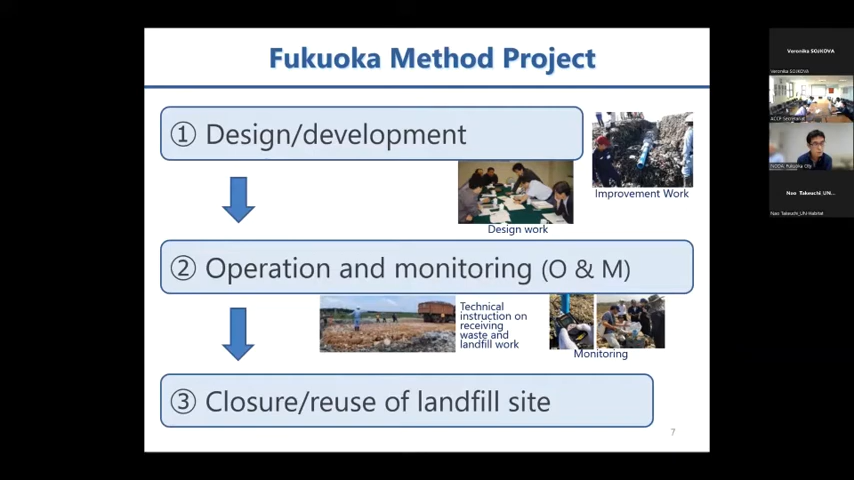 Fukuoka Method Project
① Design/development
Improvement Work
Design work
② Operation and monitoring (O & M)
Technical
instruction on
receiving
waste and
landfill work
Monitoring
③ Closure/reuse of landfill site
7
Veronika SOJKOVA
Veronika SOJKOVA
ACCP Secretariat
Fukuoka City
Nao Takeuchi_UN...
Nao Takeuchi_UN-Habitat